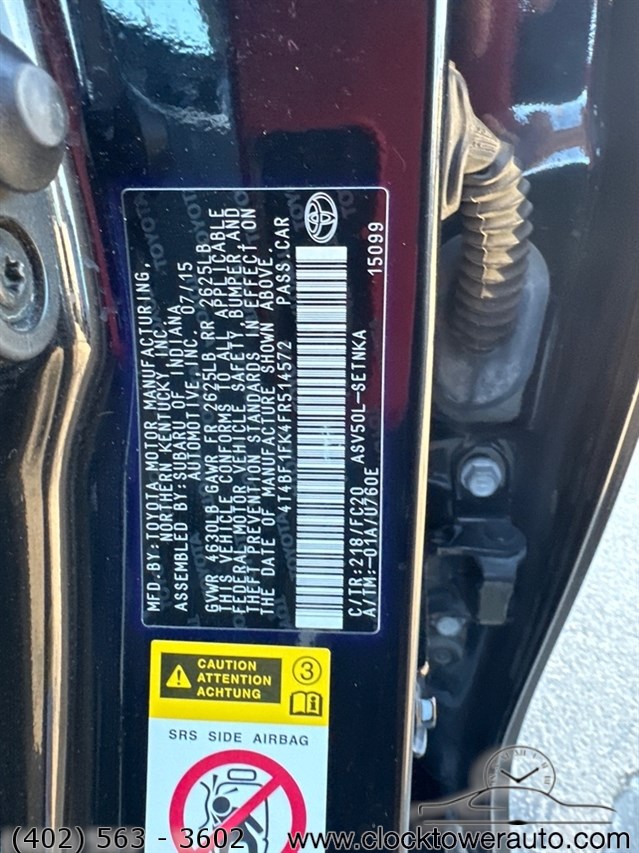 MFD. BY:TOYOTA MOTOR MANUFACTURING,
NORTHERN KENTUCKY, INC.
ASSEMBLED BY:SUBARU OF INDIANA
AUTOMOTIVE, INC. 07/15
GVWR 4630LB GAWR FR 2625LB RR 2625LB
THIS VEHICLE CONFORMS TO ALL APPLICABLE
FEDERAL MOTOR VEHICLE SAFETY, BUMPER, AND
THEFT PREVENTION STANDARDS IN EFFECT ON
THE DATE OF MANUFACTURE SHOWN ABOVE.
4T4BF1FK4FR514572 PASS.CAR
C/TR:218/FC20 ASV50L-SETNKA 15099
A/TM:-01A/U760E
CAUTION
ATTENTION
ACHTUNG
3
SRS SIDE AIRBAG
(402) 563 - 3602 www.clocktowerauto.com